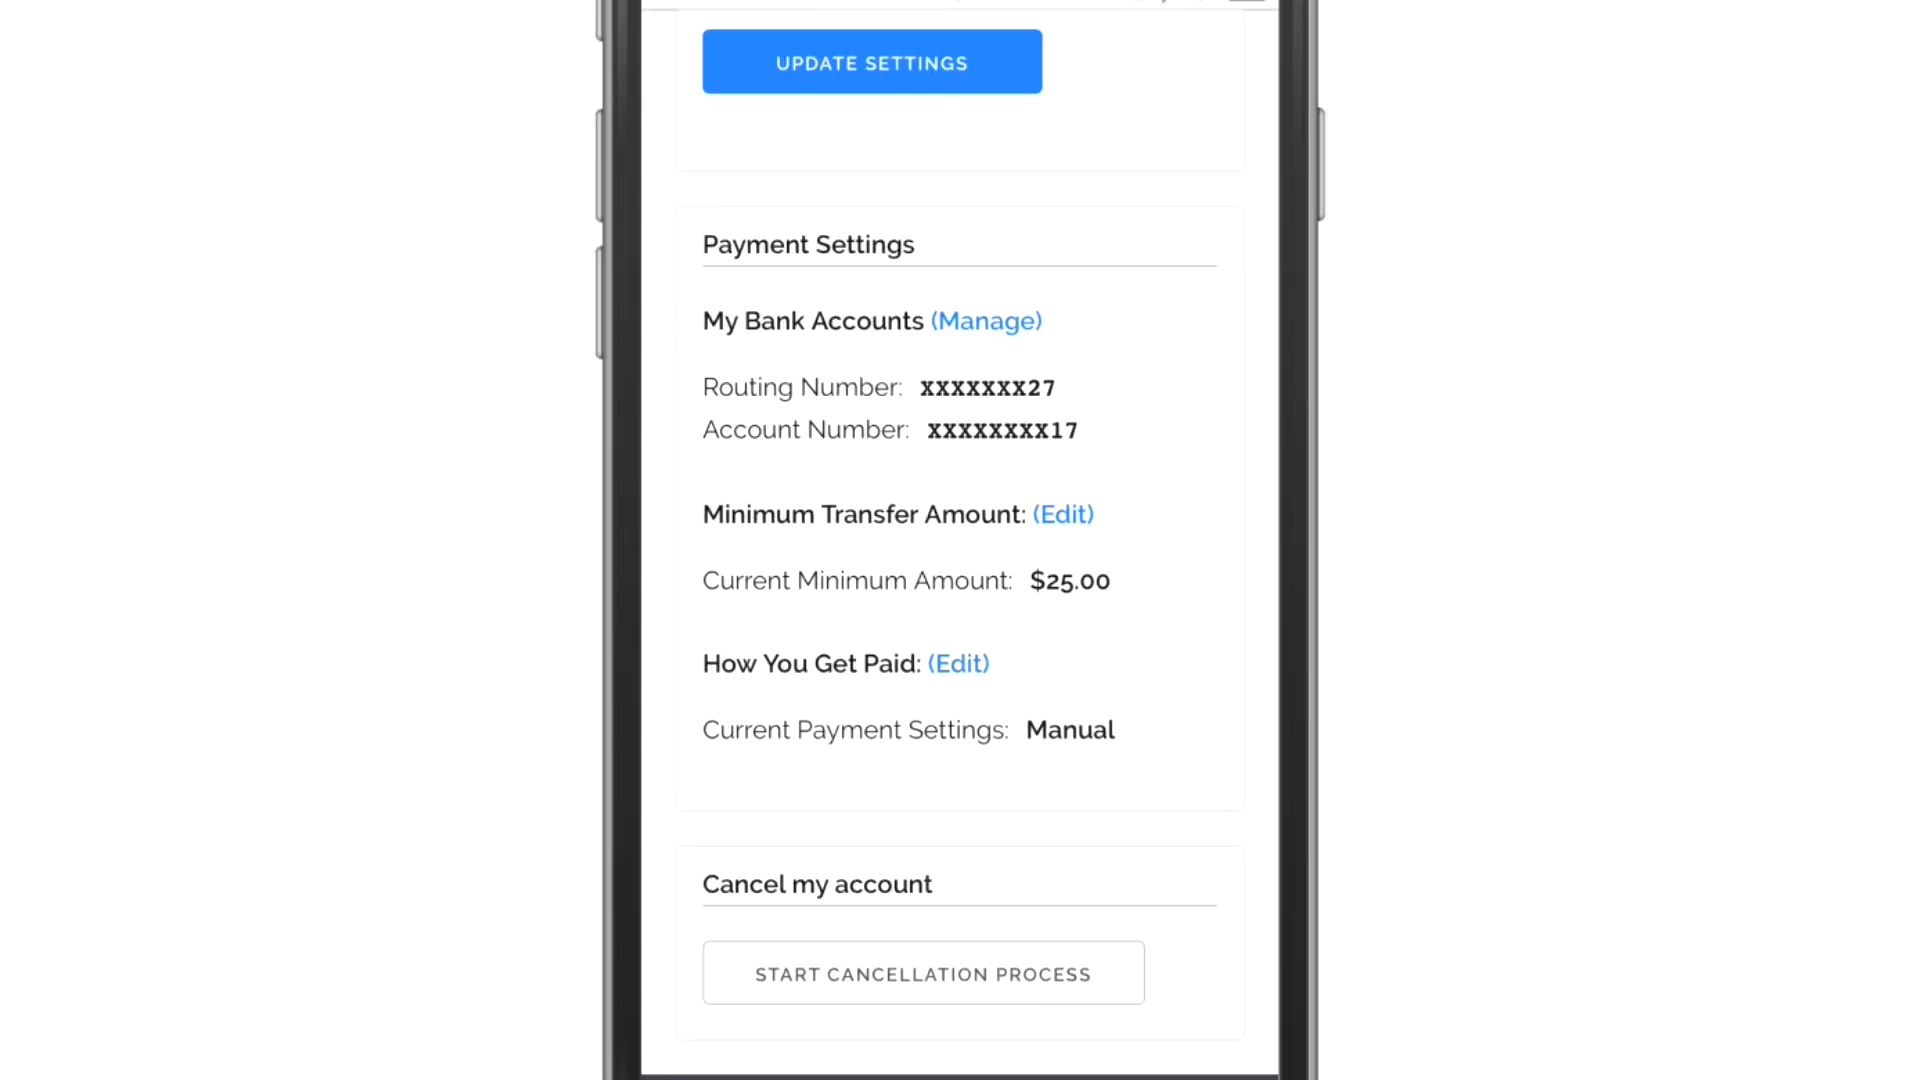 UPDATE SETTINGS
Payment Settings
My Bank Accounts (Manage)
Routing Number: XXXXXXX27
Account Number: XXXXXXXX17
Minimum Transfer Amount: (Edit)
Current Minimum Amount: $25.00
How You Get Paid: (Edit)
Current Payment Settings: Manual
Cancel my account
START CANCELLATION PROCESS